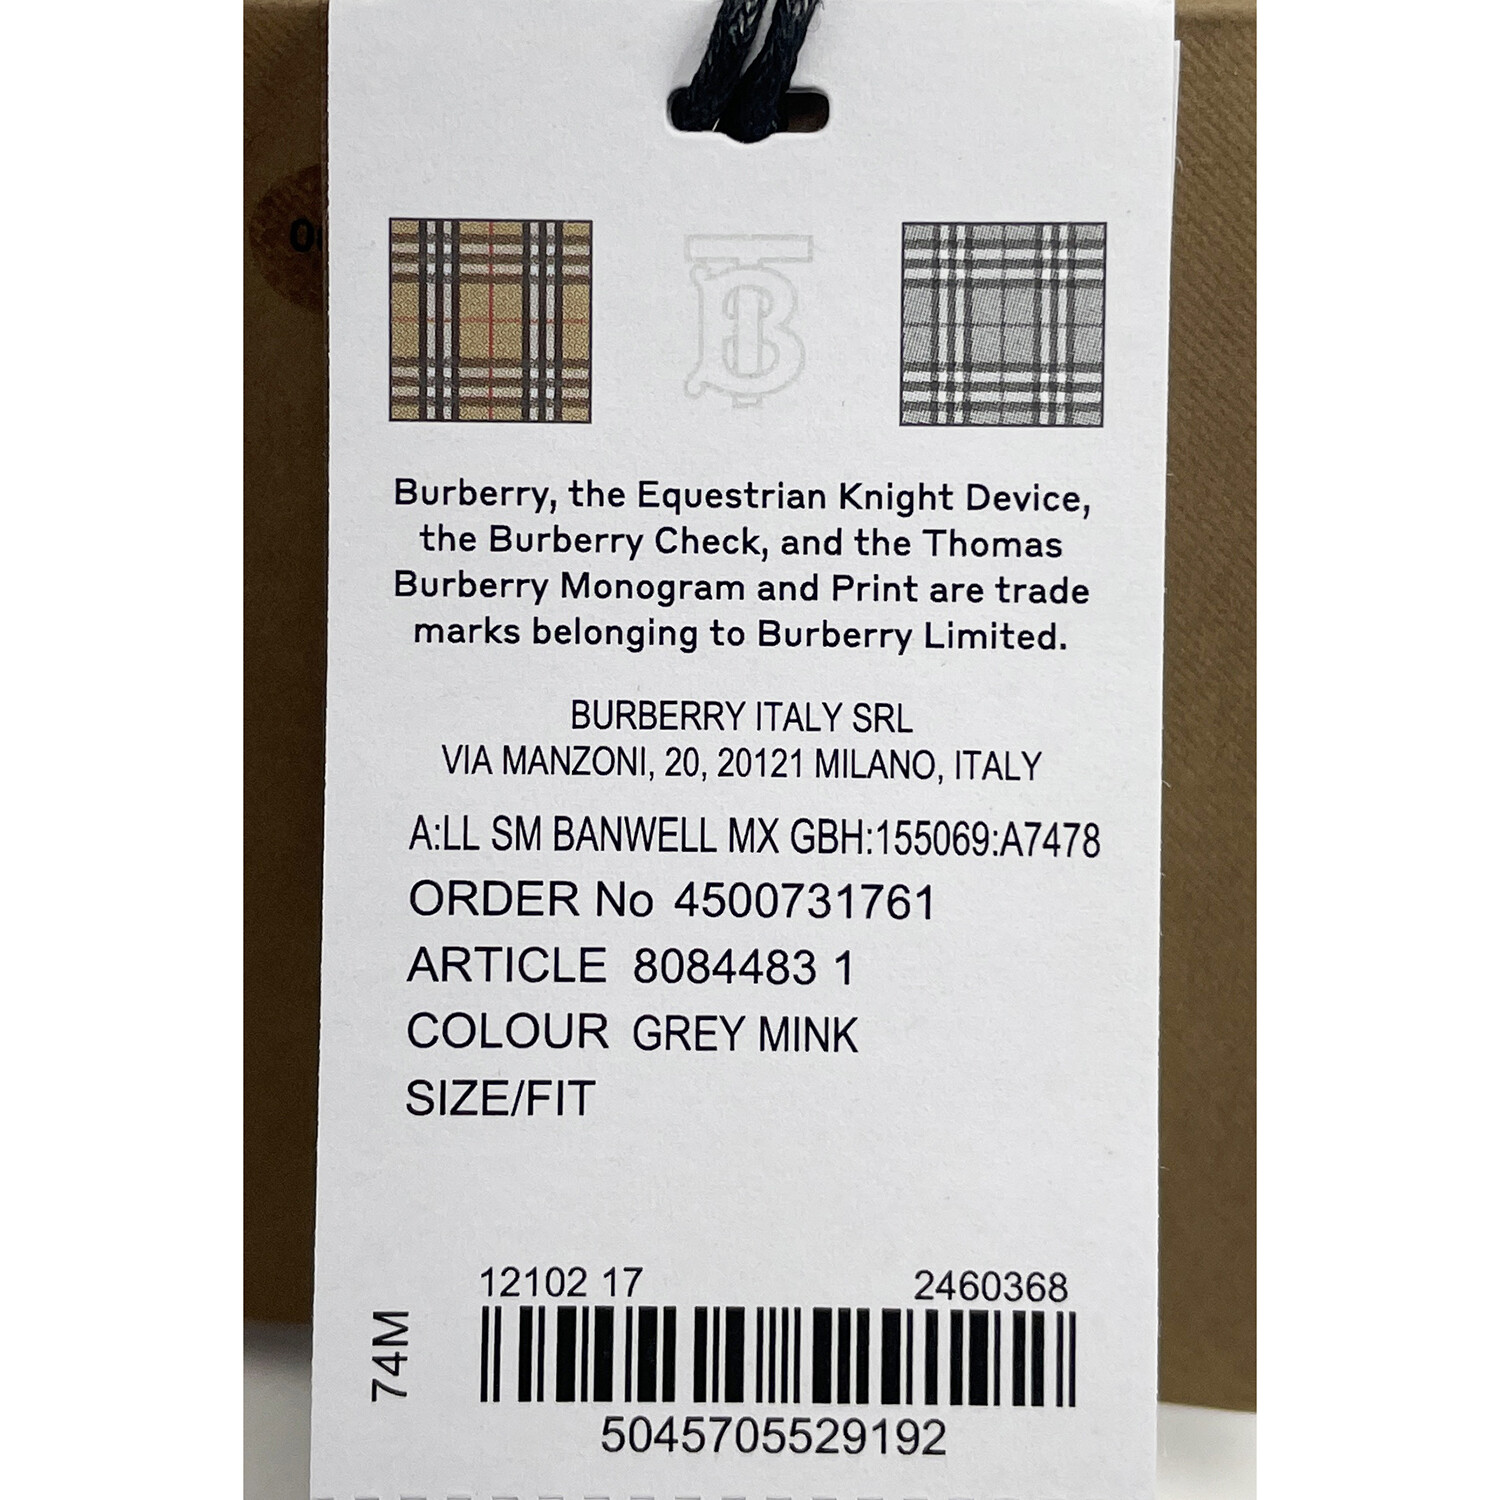 Burberry, the Equestrian Knight Device,
the Burberry Check, and the Thomas
Burberry Monogram and Print are trade
marks belonging to Burberry Limited.
BURBERRY ITALY SRL
VIA MANZONI, 20, 20121 MILANO, ITALY
A:LL SM BANWELL MX GBH:155069:A7478
ORDER No 4500731761
ARTICLE 8084483 1
COLOUR GREY MINK
SIZE/FIT
12102 17 2460368
74M
5045705529192